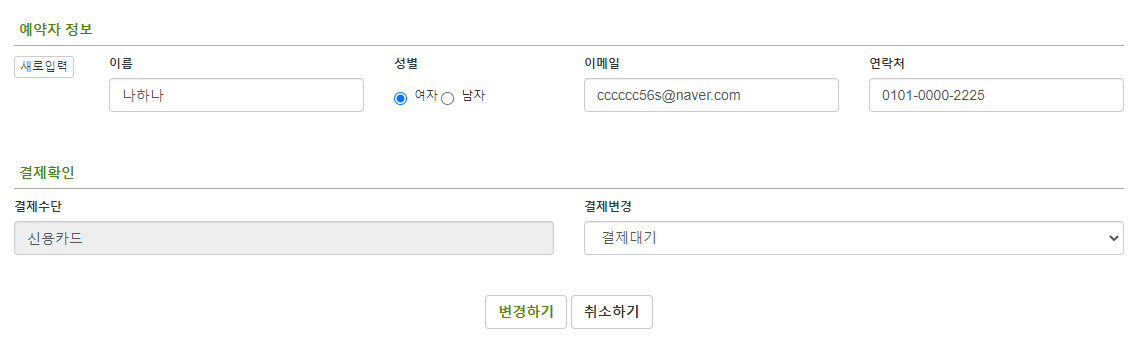 예약자 정보
새로입력 이름 성별 이메일 연락처
나하나 여자 남자 cccccc56s@naver.com 0101-0000-2225
결제확인
결제수단 결제변경
신용카드 결제대기
변경하기 취소하기